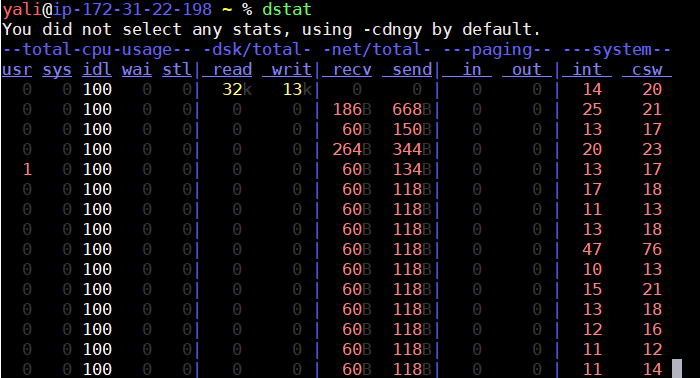 yali@ip-172-31-22-198 ~ % dstat
You did not select any stats, using -cdngy by default.
--total-cpu-usage-- -dsk/total- -net/total- ---paging-- ---system--
usr sys idl wai stl| read  writ| recv  send|  in   out | int   csw
  0   0 100   0   0|  32k   13k|   0     0 |   0     0 |  14    20
  0   0 100   0   0|   0     0 | 186B  668B|   0     0 |  25    21
  0   0 100   0   0|   0     0 |  60B  150B|   0     0 |  13    17
  0   0 100   0   0|   0     0 | 264B  344B|   0     0 |  20    23
  1   0 100   0   0|   0     0 |  60B  134B|   0     0 |  13    17
  0   0 100   0   0|   0     0 |  60B  118B|   0     0 |  17    18
  0   0 100   0   0|   0     0 |  60B  118B|   0     0 |  11    13
  0   0 100   0   0|   0     0 |  60B  118B|   0     0 |  13    18
  0   0 100   0   0|   0     0 |  60B  118B|   0     0 |  47    76
  0   0 100   0   0|   0     0 |  60B  118B|   0     0 |  10    13
  0   0 100   0   0|   0     0 |  60B  118B|   0     0 |  15    21
  0   0 100   0   0|   0     0 |  60B  118B|   0     0 |  13    18
  0   0 100   0   0|   0     0 |  60B  118B|   0     0 |  12    16
  0   0 100   0   0|   0     0 |  60B  118B|   0     0 |  11    12
  0   0 100   0   0|   0     0 |  60B  118B|   0     0 |  11    14